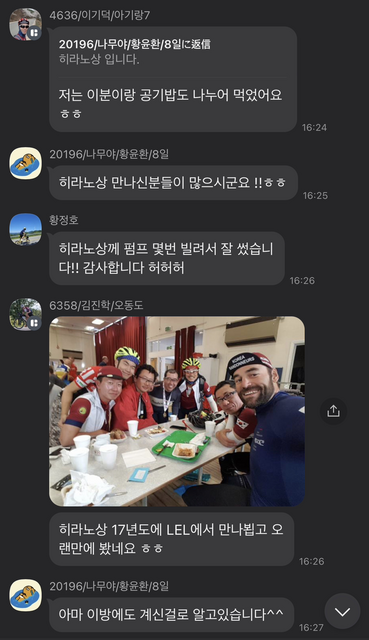 4636/이기덕/아기랑7
20196/나무야/황윤환/8일に返信
히라노상 입니다.
저는 이분이랑 공기밥도 나누어 먹었어요
ㅎㅎ
16:24
20196/나무야/황윤환/8일
히라노상 만나신분들이 많으시군요 !!ㅎㅎ
16:25
황정호
히라노상께 펌프 몇번 빌려서 잘 썼습니
다!! 감사합니다 허허허
16:26
6358/김진학/오동도
KOREA
RANDONNEURS
히라노상 17년도에 LEL에서 만나뵙고 오
랜만에 봤네요 ㅎㅎ
16:26
20196/나무야/황윤환/8일
아마 이방에도 계신걸로 알고있습니다^^
16:27